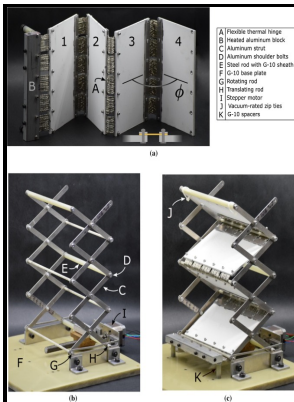 1
2
3
4
B
A
ϕ
A Flexible thermal hinge
B Heated aluminum block
C Aluminum strut
D Aluminum shoulder bolts
E Steel rod with G-10 sheath
F G-10 base plate
G Rotating rod
H Translating rod
I Stepper motor
J Vacuum-rated zip ties
K G-10 spacers
(a)
D
E
C
I
F
H
G
(b)
J
K
(c)